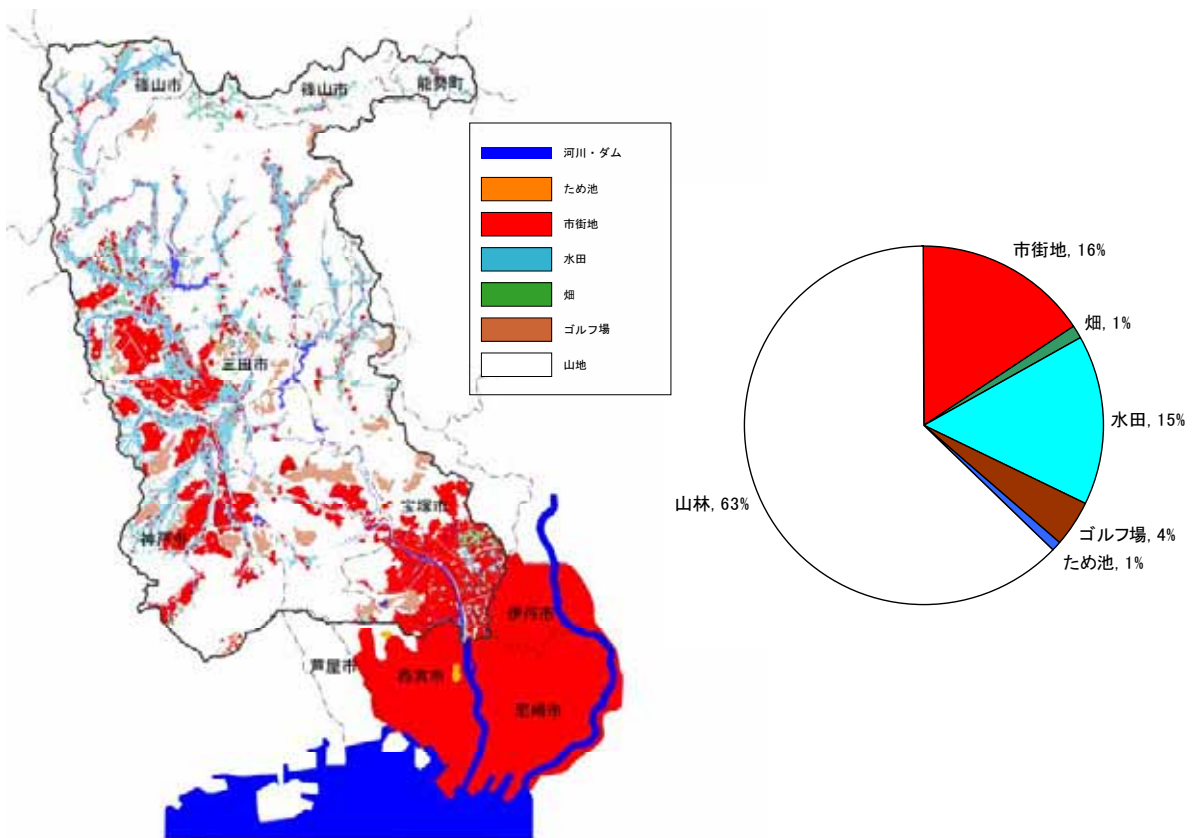 篠山市
篠山市
能勢町
三田市
宝塚市
神戸市
伊丹市
芦屋市
西宮市
尼崎市
河川・ダム
ため池
市街地
水田
畑
ゴルフ場
山地
市街地, 16%
畑, 1%
水田, 15%
ゴルフ場, 4%
ため池, 1%
山林, 63%